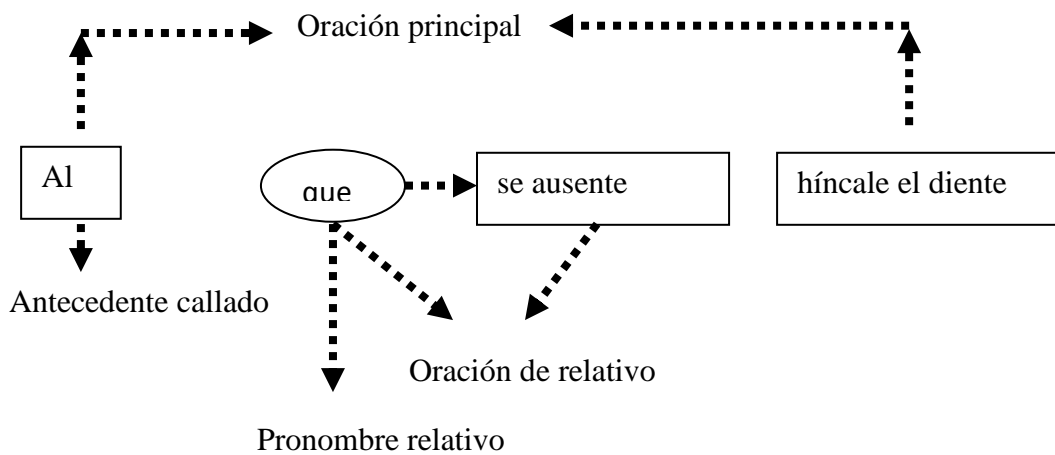 Oración principal
Al
que
se ausente
híncale el diente
Antecedente callado
Oración de relativo
Pronombre relativo